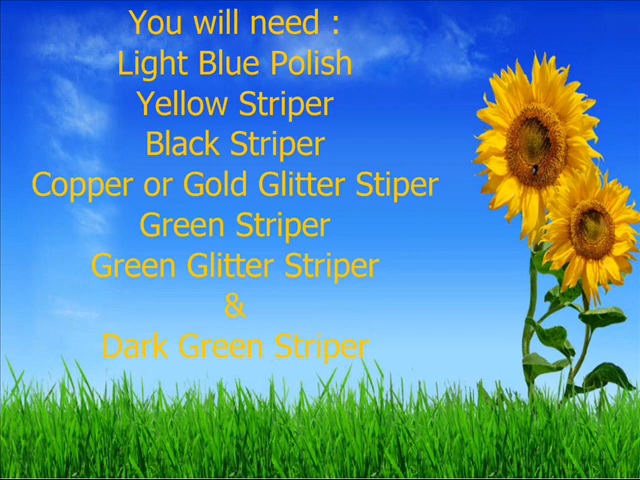 You will need :
Light Blue Polish
Yellow Striper
Black Striper
Copper or Gold Glitter Stiper
Green Striper
Green Glitter Striper
&
Dark Green Striper